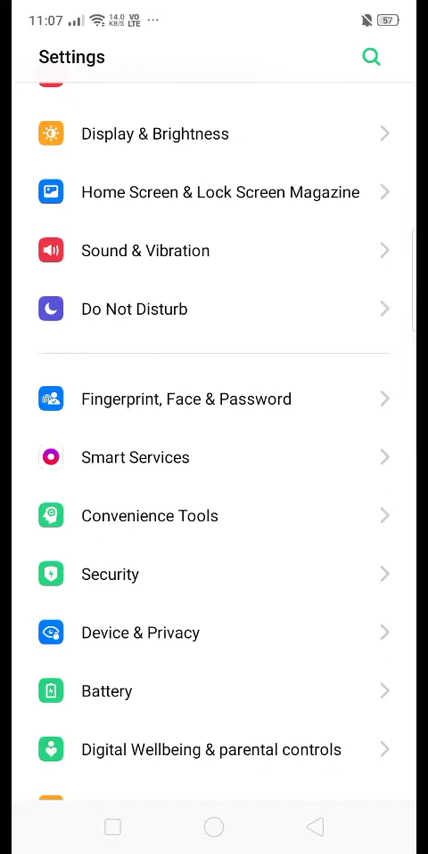 11:07 14.0 KB/S VO LTE ... 57
Settings
Display & Brightness
Home Screen & Lock Screen Magazine
Sound & Vibration
Do Not Disturb
Fingerprint, Face & Password
Smart Services
Convenience Tools
Security
Device & Privacy
Battery
Digital Wellbeing & parental controls